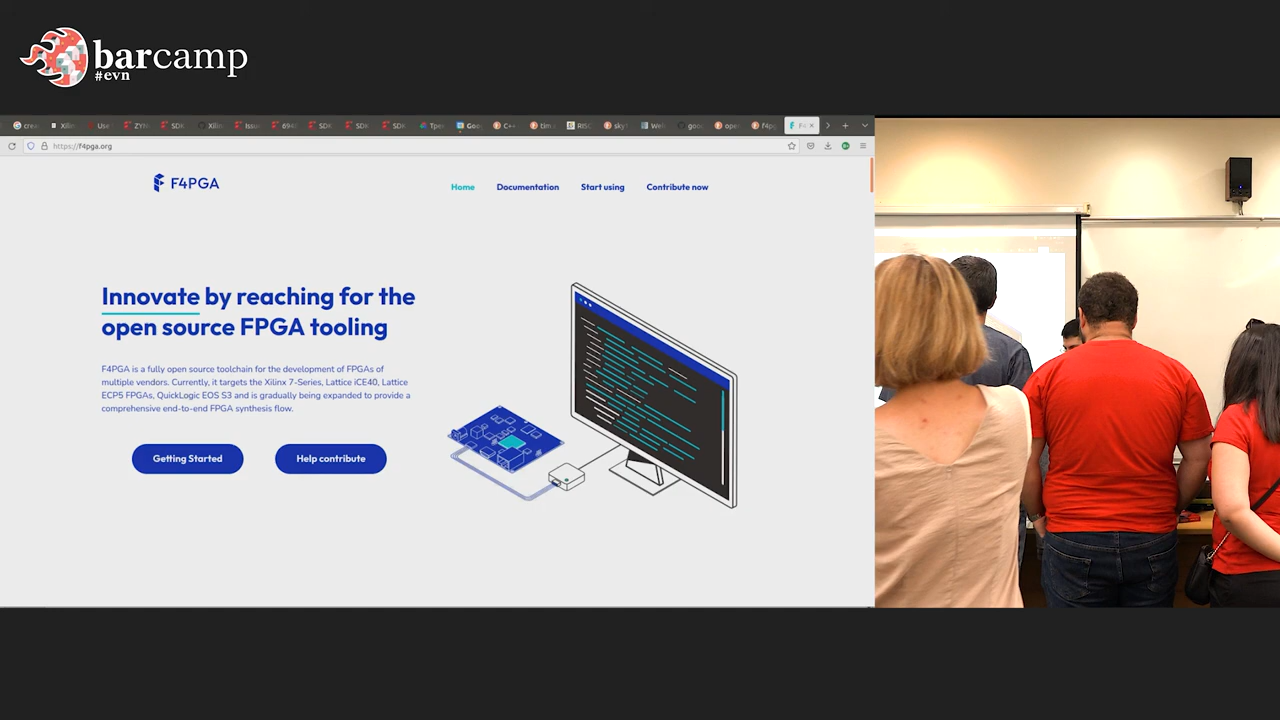 barcamp
#evn
https://f4pga.org
F4PGA
Home Documentation Start using Contribute now
Innovate by reaching for the
open source FPGA tooling
F4PGA is a fully open source toolchain for the development of FPGAs of
multiple vendors. Currently, it targets the Xilinx 7-Series, Lattice iCE40, Lattice
ECP5 FPGAs, QuickLogic EOS S3 and is gradually being expanded to provide a
comprehensive end-to-end FPGA synthesis flow.
Getting Started Help contribute